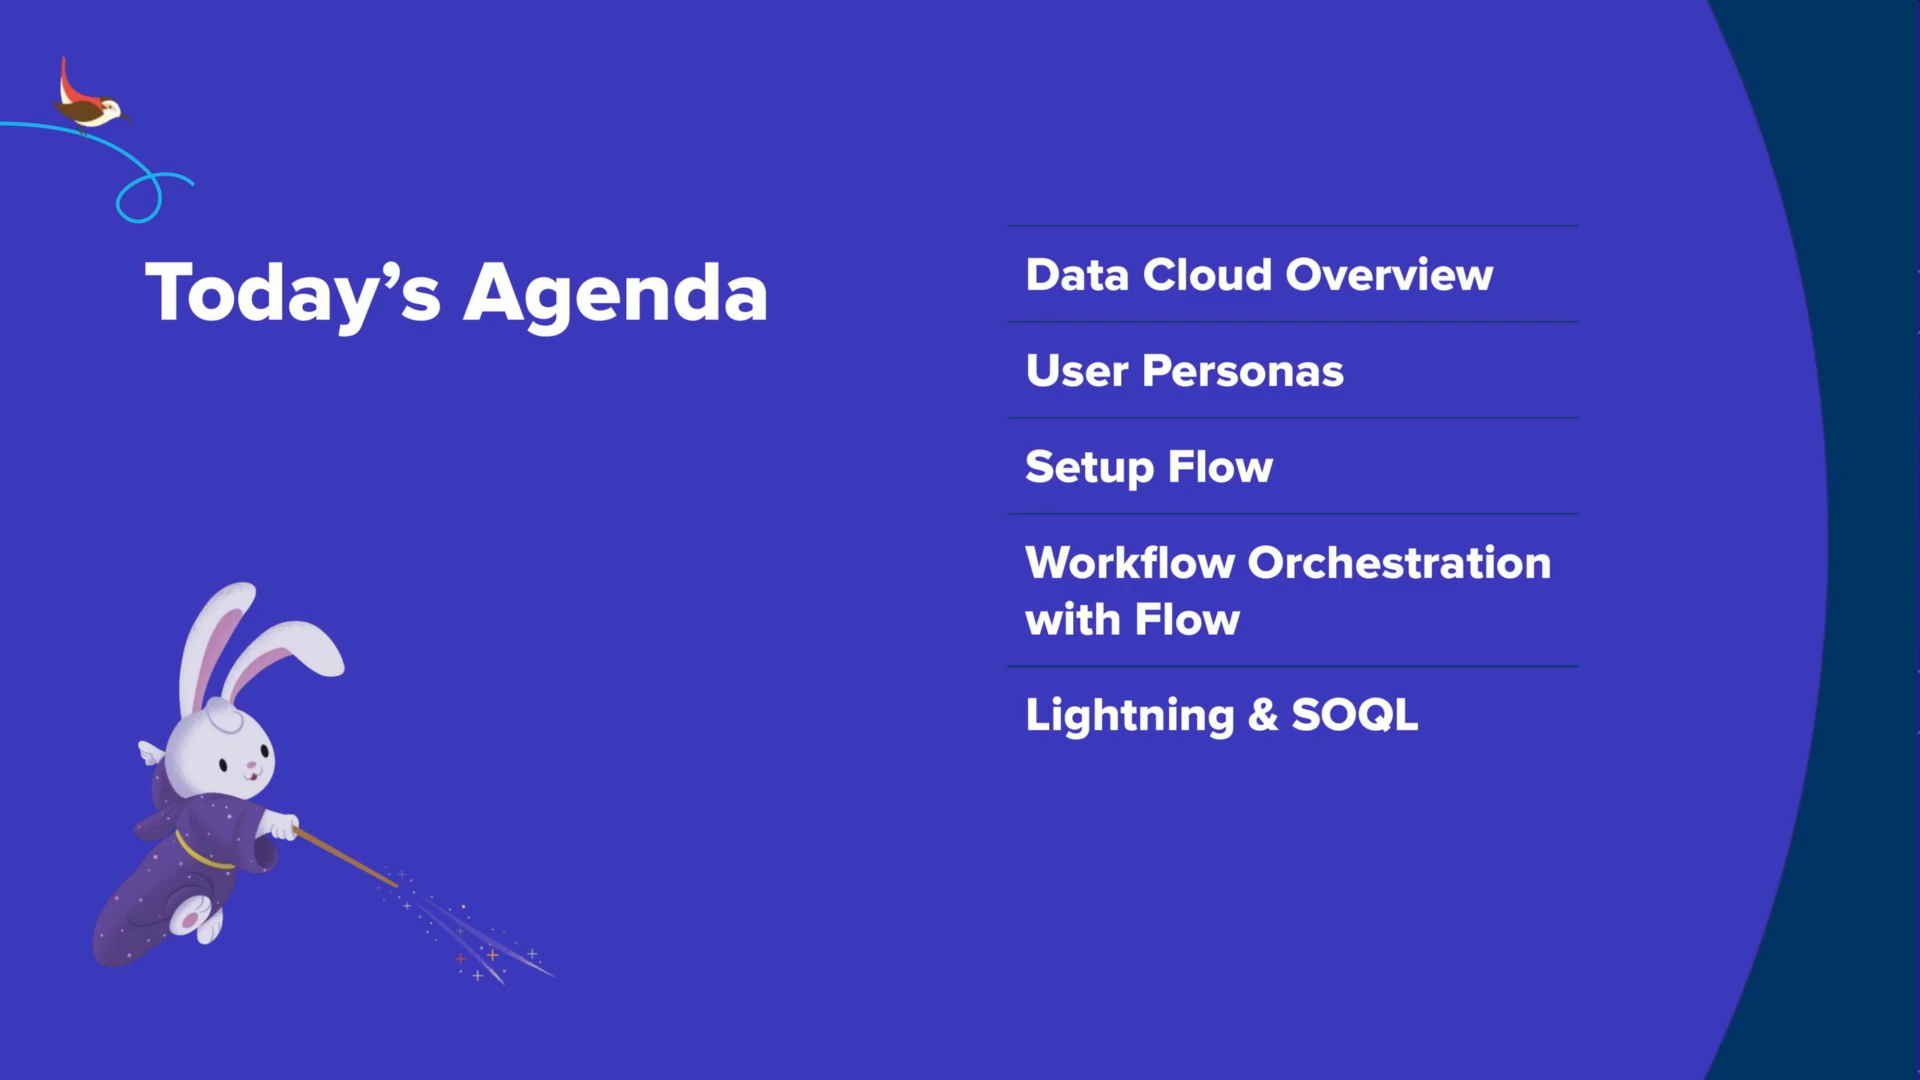 Today’s Agenda
Data Cloud Overview
User Personas
Setup Flow
Workflow Orchestration
with Flow
Lightning & SOQL